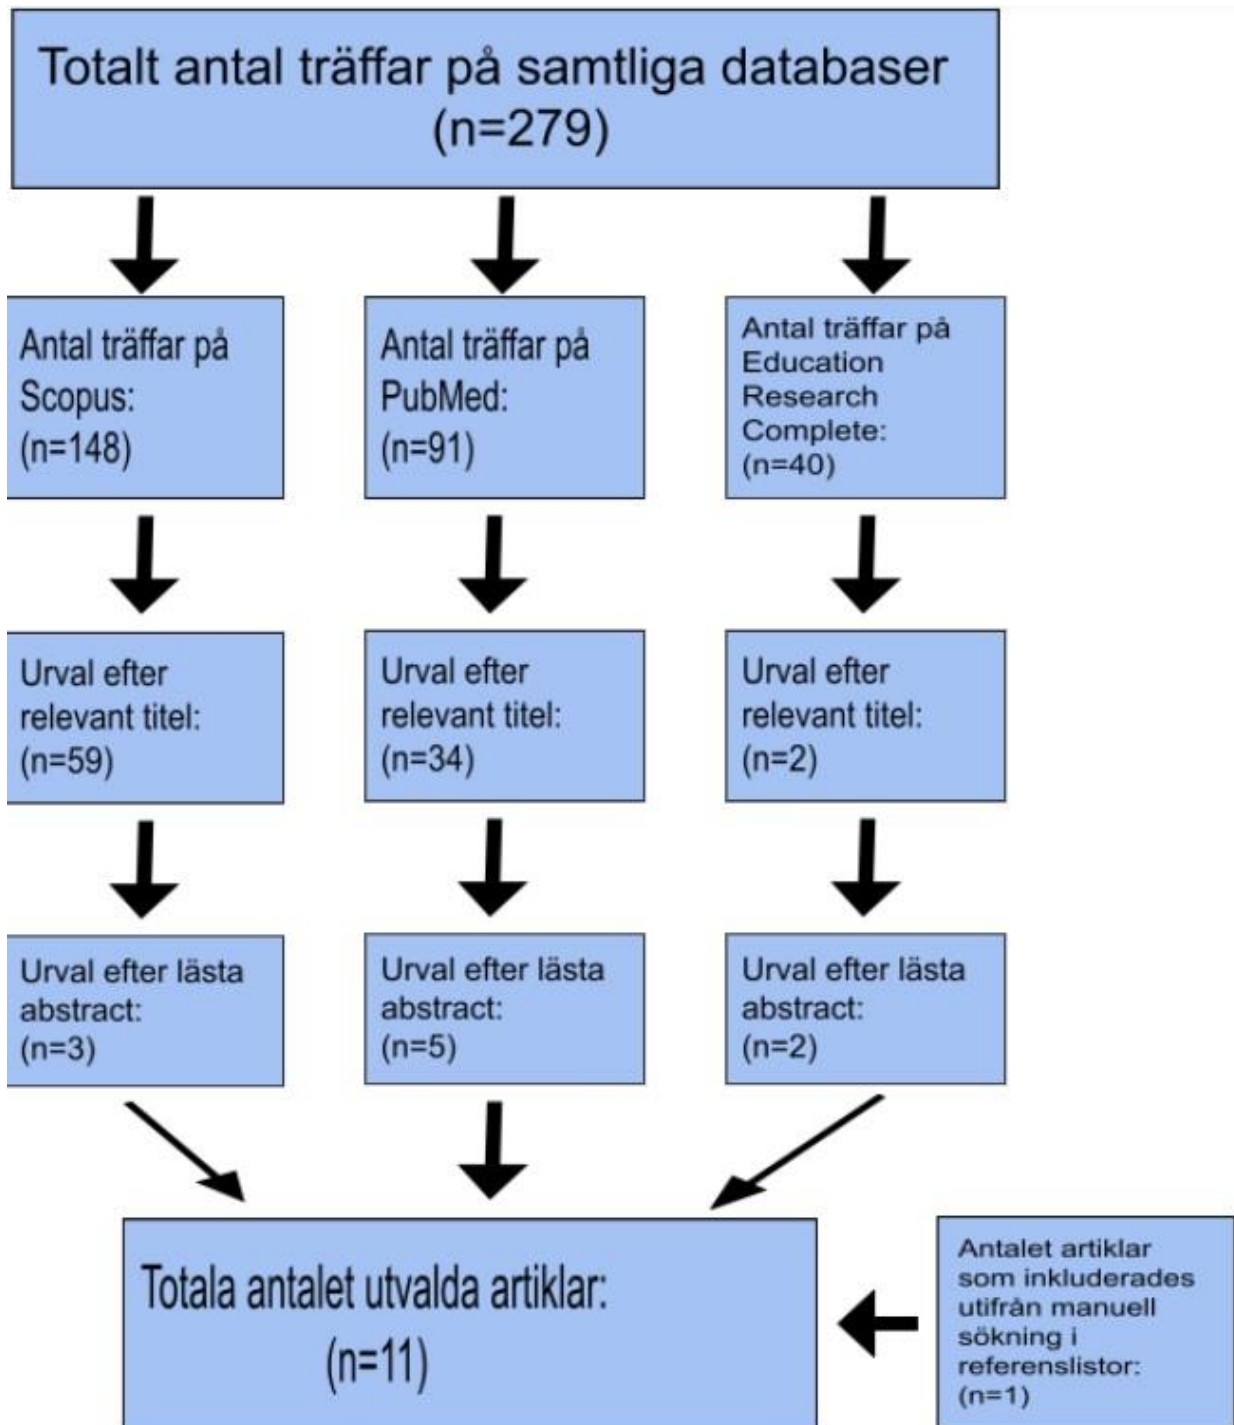 Totalt antal träffar på samtliga databaser
(n=279)
Antal träffar på
Scopus:
(n=148)
Antal träffar på
PubMed:
(n=91)
Antal träffar på
Education
Research
Complete:
(n=40)
Urval efter
relevant titel:
(n=59)
Urval efter
relevant titel:
(n=34)
Urval efter
relevant titel:
(n=2)
Urval efter lästa
abstract:
(n=3)
Urval efter lästa
abstract:
(n=5)
Urval efter lästa
abstract:
(n=2)
Totala antalet utvalda artiklar:
(n=11)
Antalet artiklar
som inkluderades
utifrån manuell
sökning i
referenslistor:
(n=1)